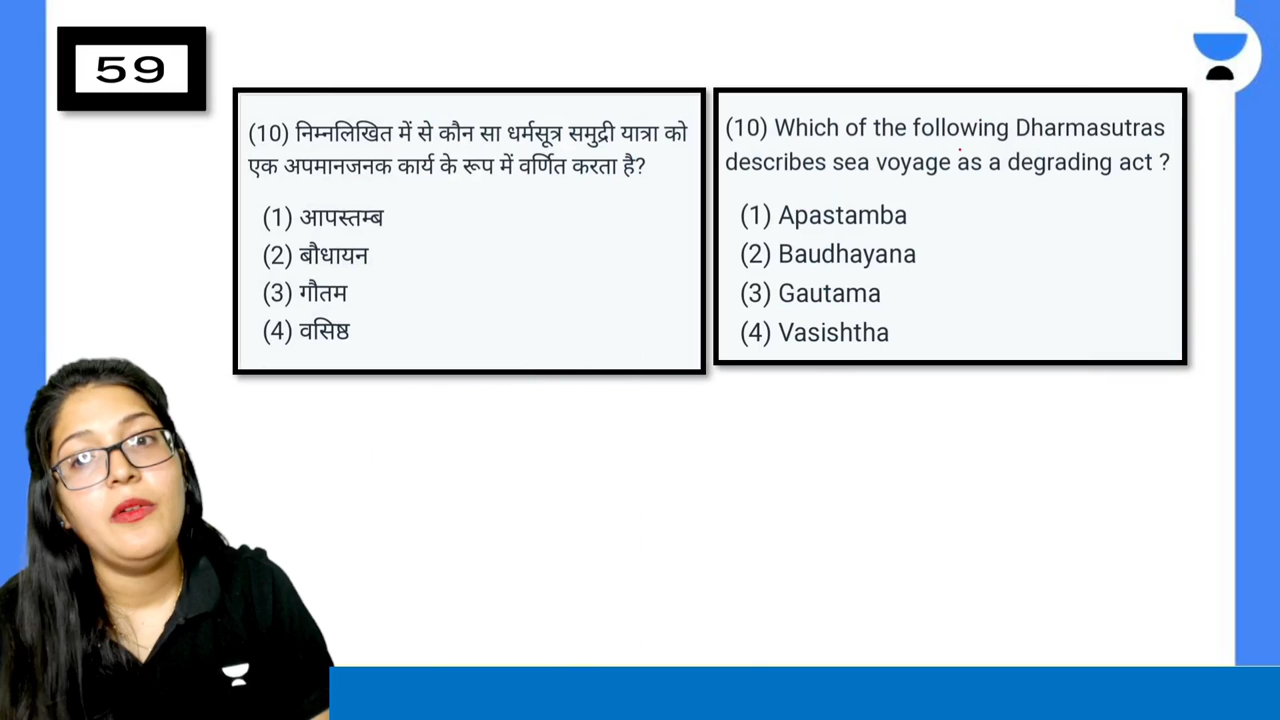 59
(10) निम्नलिखित में से कौन सा धर्मसूत्र समुद्री यात्रा को
एक अपमानजनक कार्य के रूप में वर्णित करता है?
(1) आपस्तम्ब
(2) बौधायन
(3) गौतम
(4) वसिष्ठ
(10) Which of the following Dharmasutras
describes sea voyage as a degrading act ?
(1) Apastamba
(2) Baudhayana
(3) Gautama
(4) Vasishtha